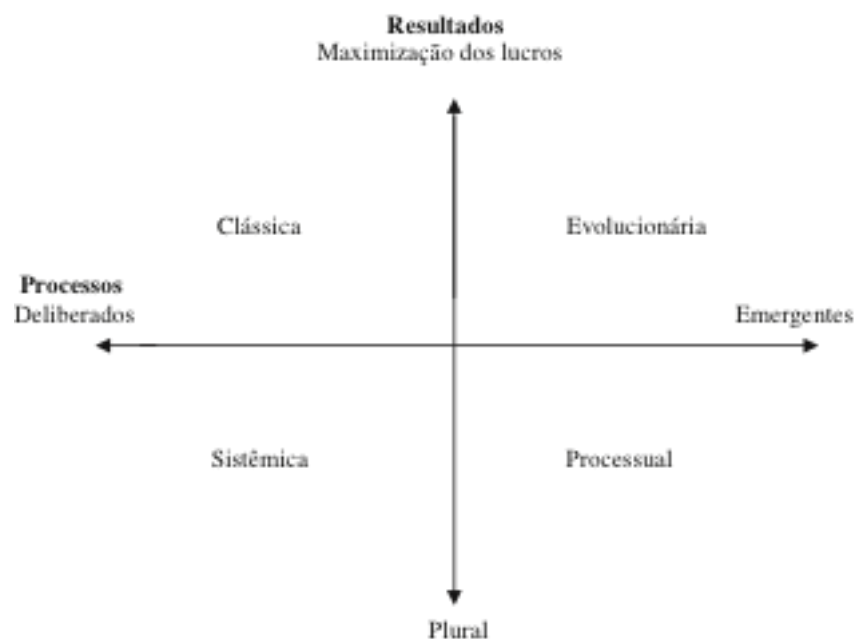 Resultados
Maximização dos lucros
Clássica
Evolucionária
Processos
Deliberados
Emergentes
Sistêmica
Processual
Plural